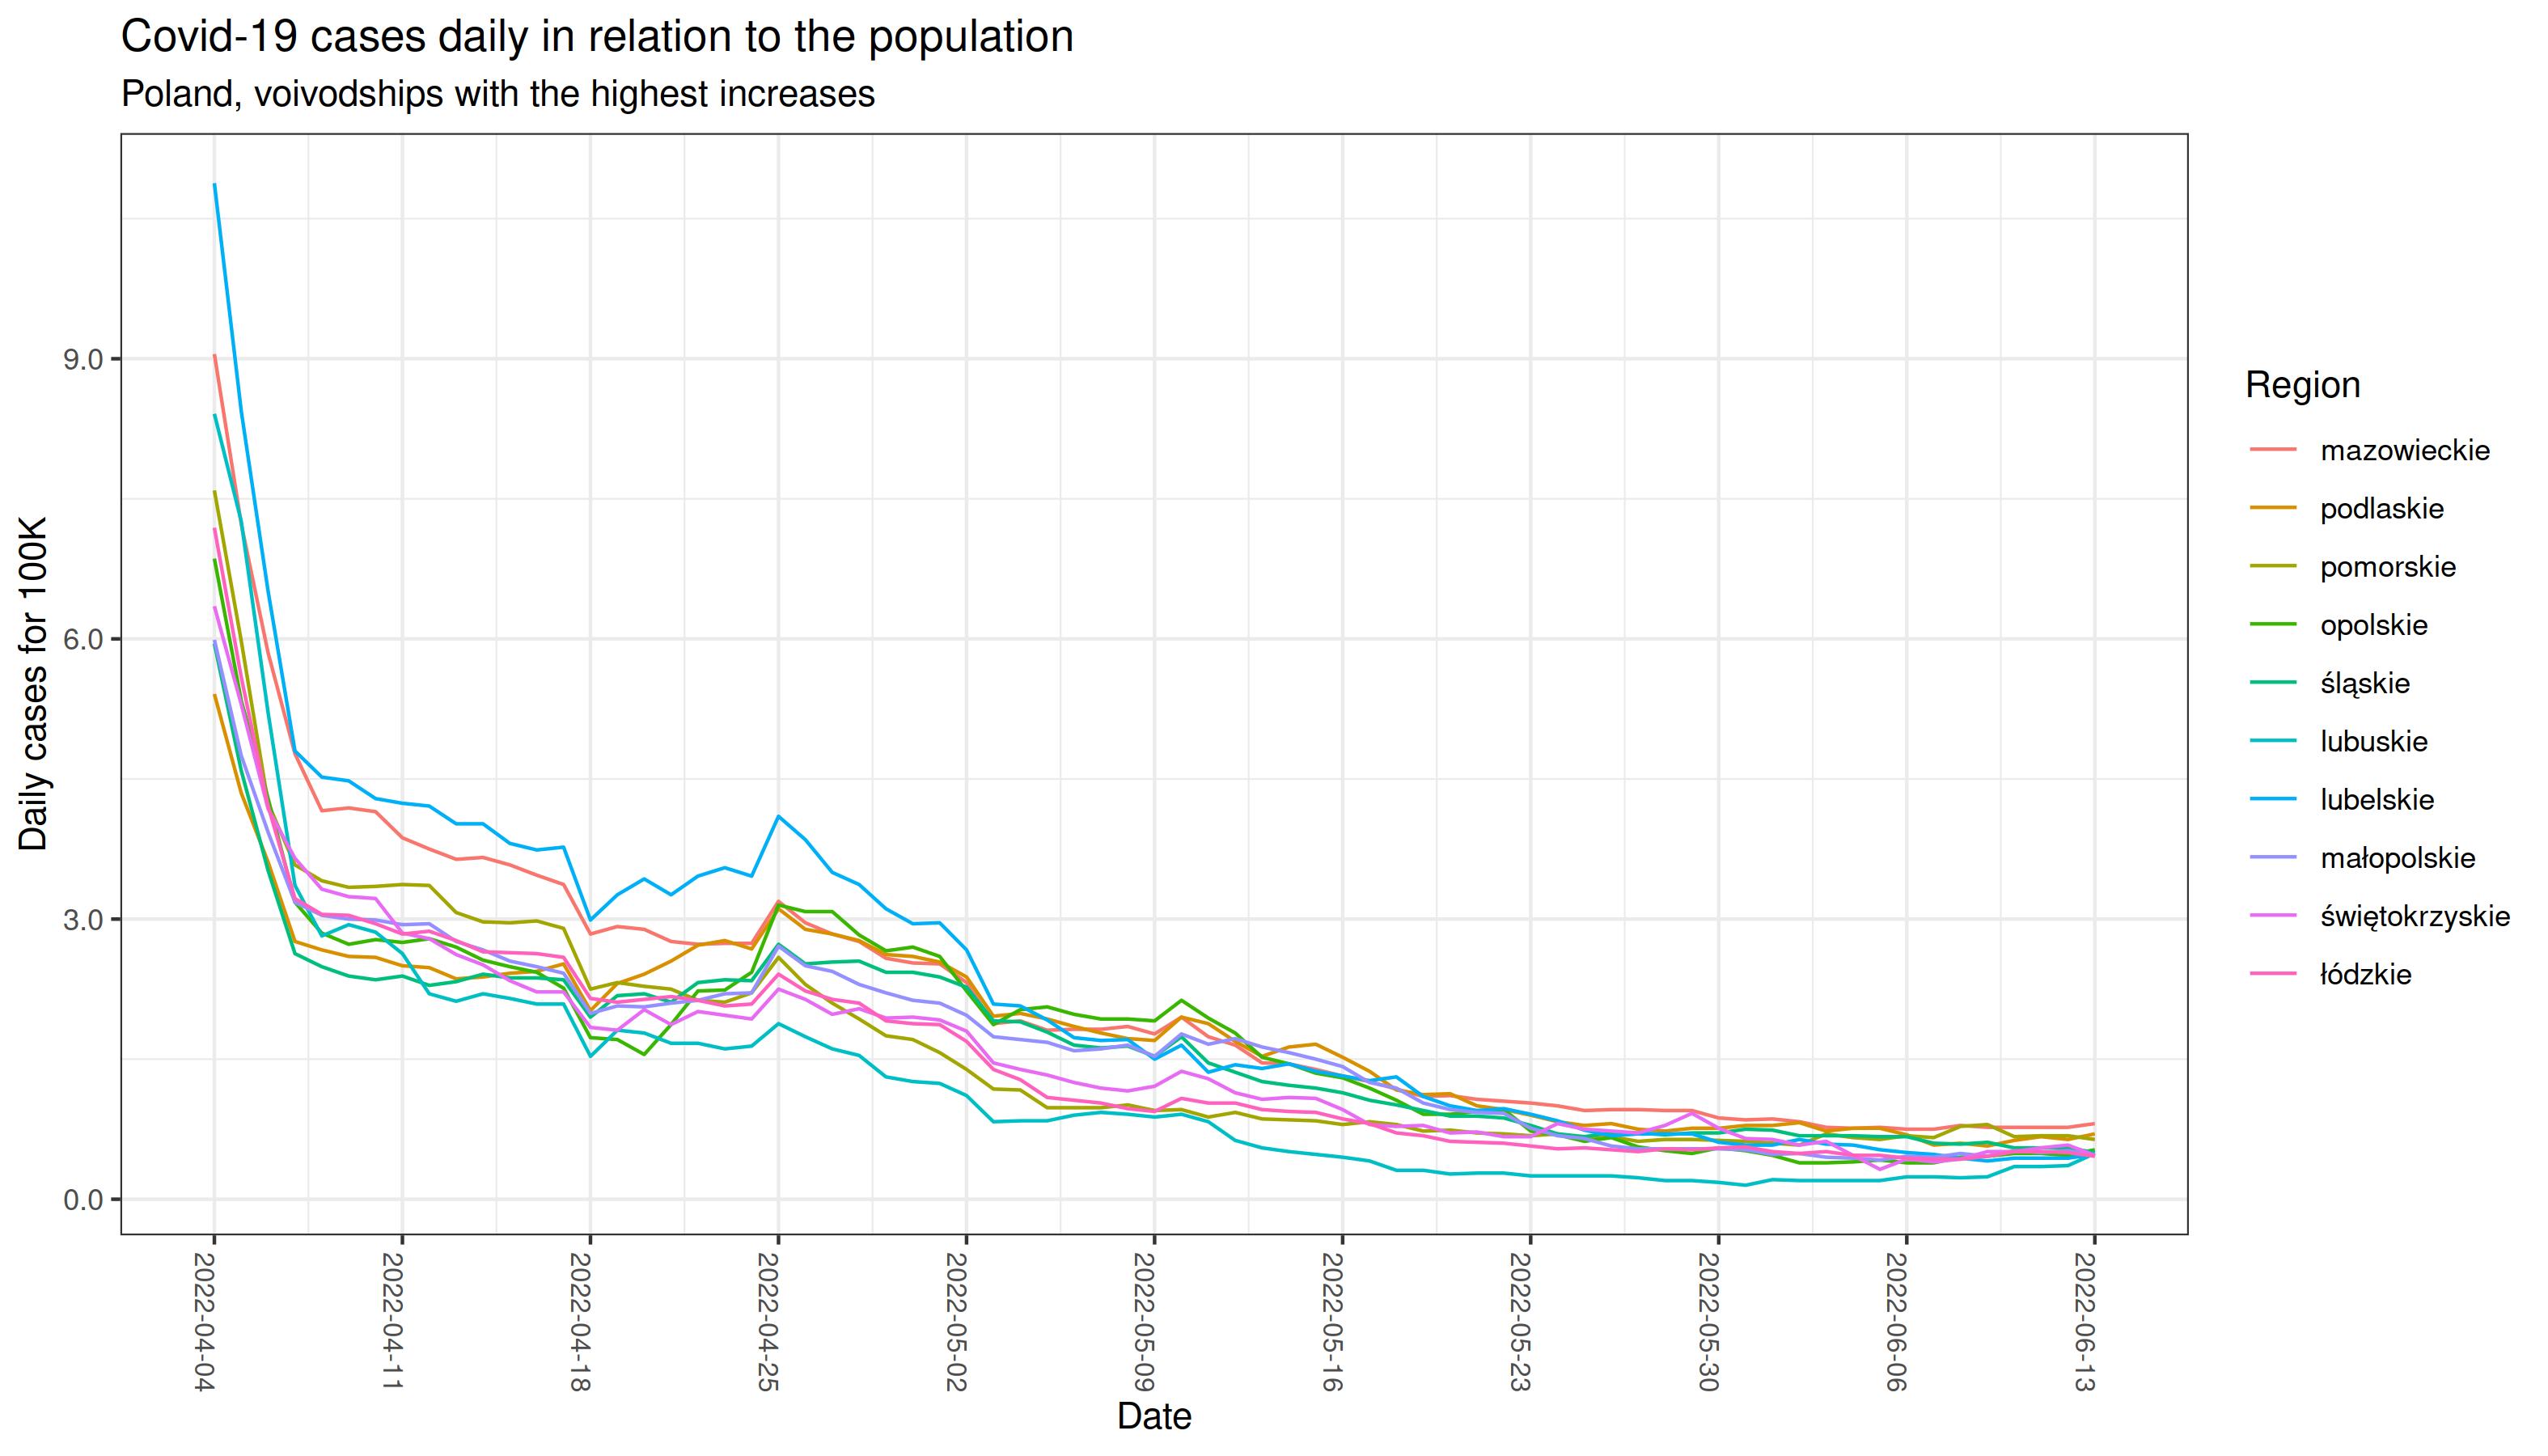 Covid-19 cases daily in relation to the population
Poland, voivodships with the highest increases
Daily cases for 100K
9.0
6.0
3.0
0.0
2022-04-04
2022-04-11
2022-04-18
2022-04-25
2022-05-02
2022-05-09
2022-05-16
2022-05-23
2022-05-30
2022-06-06
2022-06-13
Date
Region
mazowieckie
podlaskie
pomorskie
opolskie
śląskie
lubuskie
lubelskie
małopolskie
świętokrzyskie
łódzkie